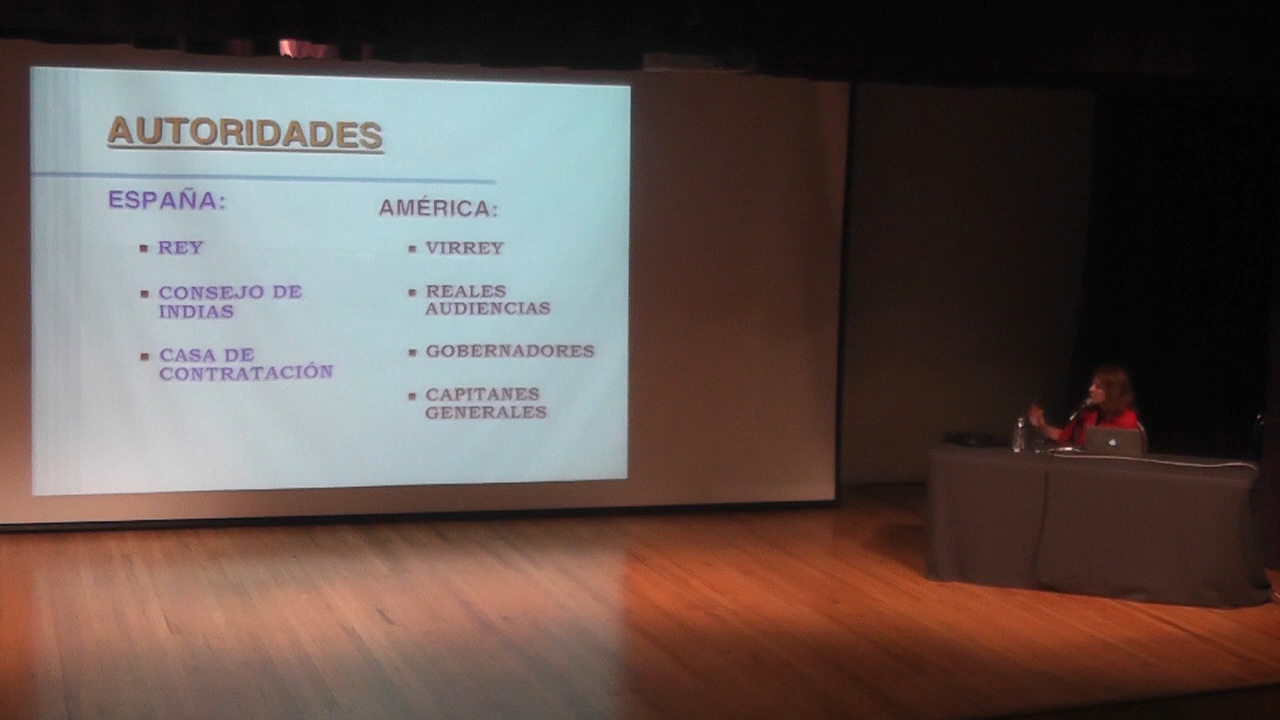 AUTORIDADES
ESPAÑA:
REY
CONSEJO DE
INDIAS
CASA DE
CONTRATACIÓN
AMÉRICA:
VIRREY
REALES
AUDIENCIAS
GOBERNADORES
CAPITANES
GENERALES